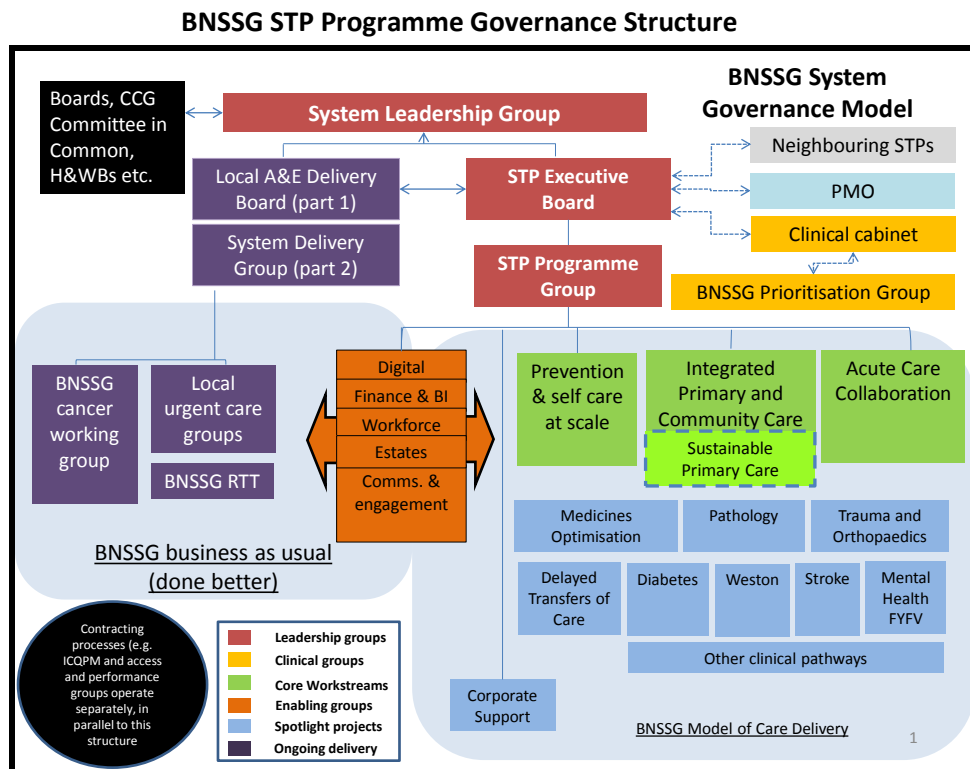 BNSSG STP Programme Governance Structure
Boards, CCG
Committee in
Common,
H&WBs etc.
System Leadership Group
BNSSG System
Governance Model
Local A&E Delivery
Board (part 1)
STP Executive
Board
Neighbouring STPs
PMO
Clinical cabinet
BNSSG Prioritisation Group
System Delivery
Group (part 2)
STP Programme
Group
BNSSG
cancer
working
group
Local
urgent care
groups
BNSSG RTT
BNSSG business as usual
(done better)
Digital
Finance & BI
Workforce
Estates
Comms. &
engagement
Prevention
& self care
at scale
Integrated
Primary and
Community Care
Sustainable
Primary Care
Acute Care
Collaboration
Medicines
Optimisation
Pathology
Trauma and
Orthopaedics
Delayed
Transfers of
Care
Diabetes
Weston
Stroke
Mental
Health
FYFV
Other clinical pathways
Corporate
Support
BNSSG Model of Care Delivery
Contracting
processes (e.g.
ICQPM and access
and performance
groups operate
separately, in
parallel to this
structure
Leadership groups
Clinical groups
Core Workstreams
Enabling groups
Spotlight projects
Ongoing delivery
1